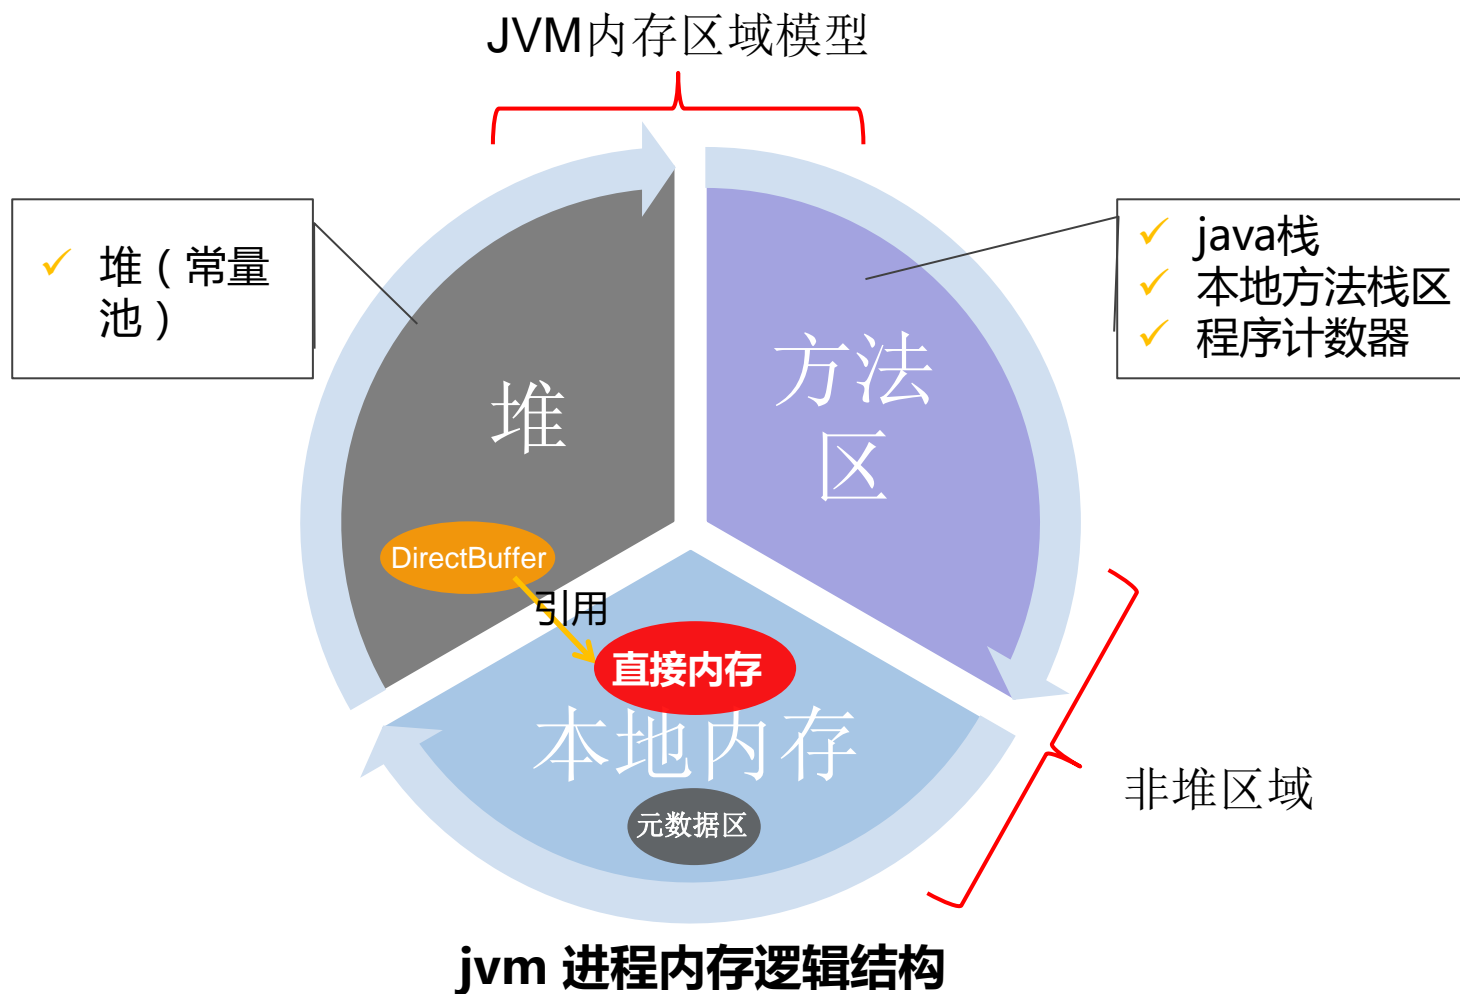 JVM内存区域模型
堆（常量
池）
java栈
本地方法栈区
程序计数器
堆
方法
区
DirectBuffer
引用
直接内存
本地内存
元数据区
非堆区域
jvm 进程内存逻辑结构